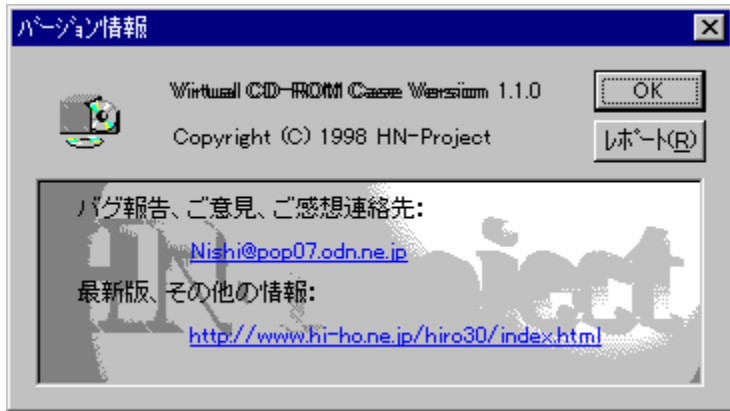 バージョン情報
Virtual CD-ROM Case Version 1.1.0
OK
Copyright (C) 1998 HN-Project
レポート(R)
バグ報告、ご意見、ご感想連絡先:
Nishi@pop07.odn.ne.jp
最新版、その他の情報:
http://www.hi-ho.ne.jp/hiro30/index.html
HN Project